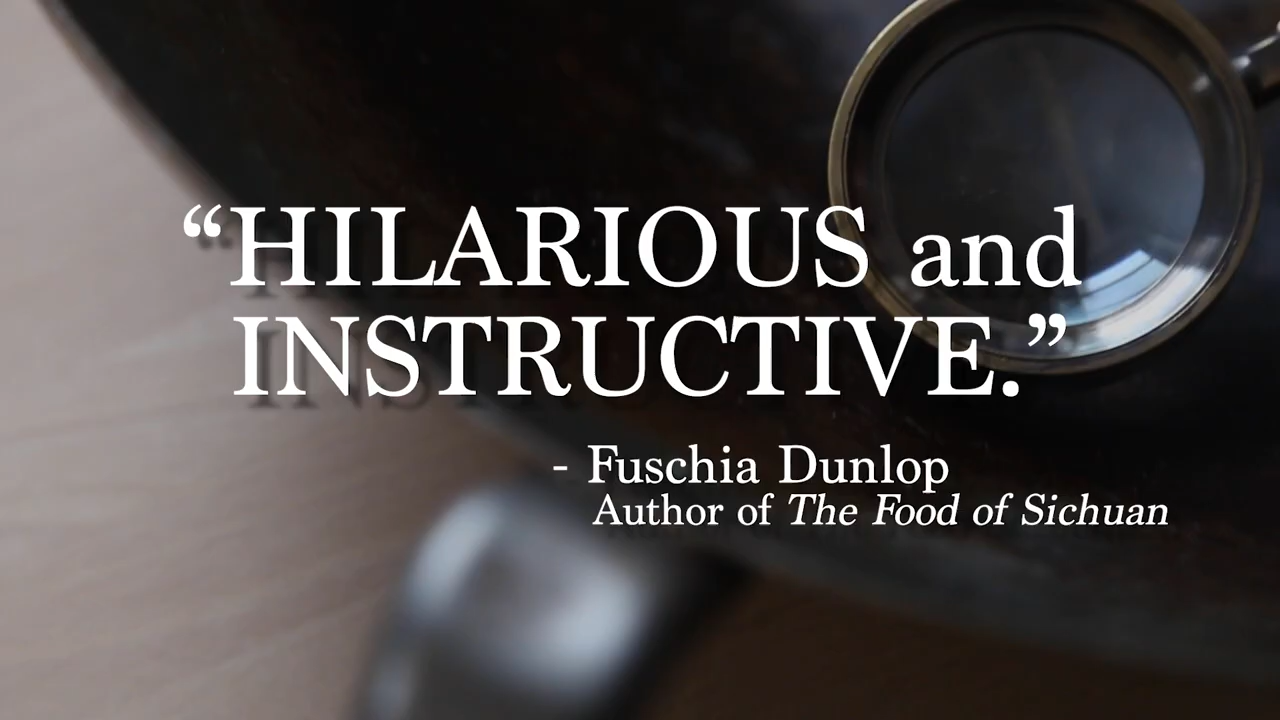 “HILARIOUS and
INSTRUCTIVE.”
- Fuschia Dunlop
Author of The Food of Sichuan